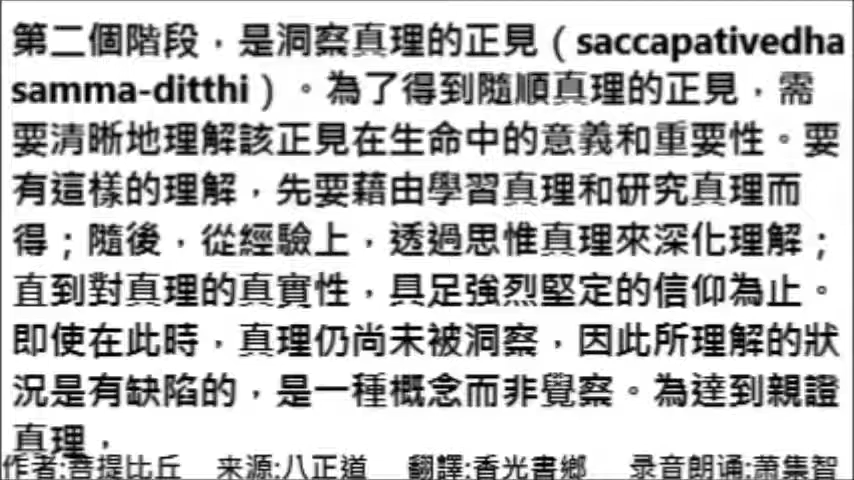 第二個階段，是洞察真理的正見（saccapativedha
samma-ditthi）。為了得到隨順真理的正見，需
要清晰地理解該正見在生命中的意義和重要性。要
有這樣的理解，先要藉由學習真理和研究真理而
得；隨後，從經驗上，透過思惟真理來深化理解；
直到對真理的真實性，具足強烈堅定的信仰為止。
即使在此時，真理仍尚未被洞察，因此所理解的狀
況是有缺陷的，是一種概念而非覺察。為達到親證
真理，
作者:菩提比丘 来源:八正道 翻譯:香光書鄉 录音朗诵:萧集智